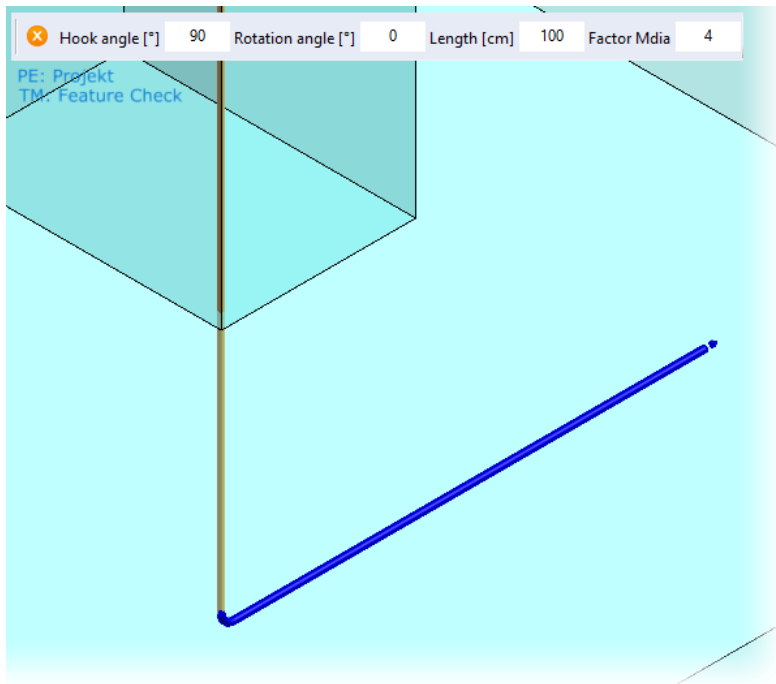 Hook angle [°] 90 Rotation angle [°] 0 Length [cm] 100 Factor Mdia 4
PE: Projekt
TM: Feature Check